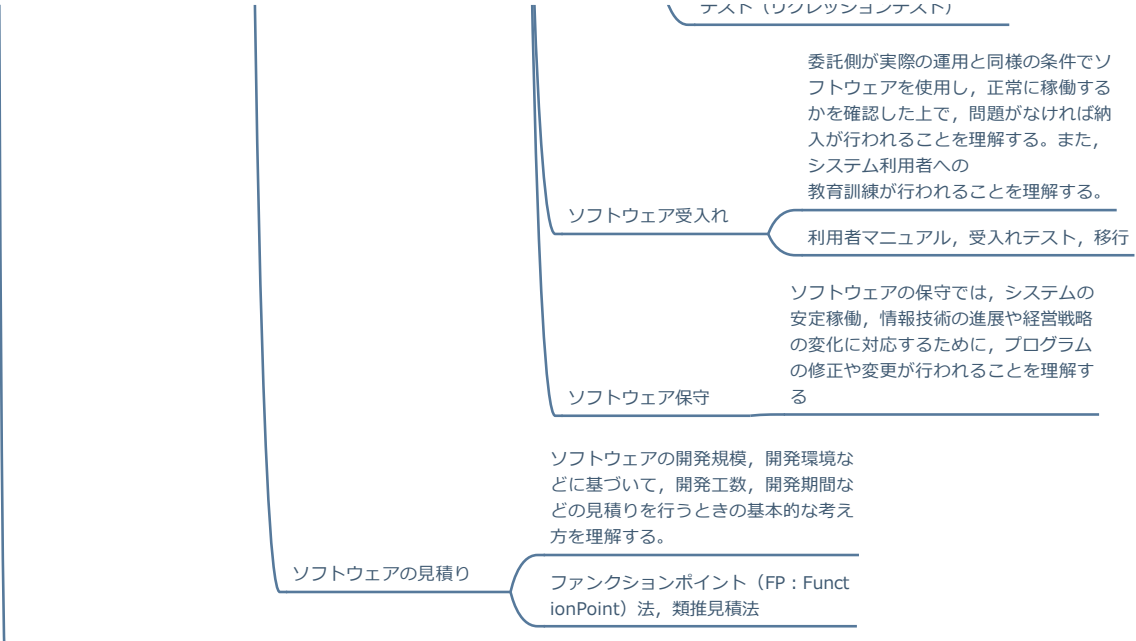 テスト（リグレッションテスト）
委託側が実際の運用と同様の条件でソ
フトウェアを使用し，正常に稼働する
かを確認した上で，問題がなければ納
入が行われることを理解する。また，
システム利用者への
教育訓練が行われることを理解する。
ソフトウェア受入れ
利用者マニュアル，受入れテスト，移行
ソフトウェアの保守では，システムの
安定稼働，情報技術の進展や経営戦略
の変化に対応するために，プログラム
の修正や変更が行われることを理解す
る
ソフトウェア保守
ソフトウェアの開発規模，開発環境な
どに基づいて，開発工数，開発期間な
どの見積りを行うときの基本的な考え
方を理解する。
ソフトウェアの見積り
ファンクションポイント（FP：Funct
ionPoint）法，類推見積法